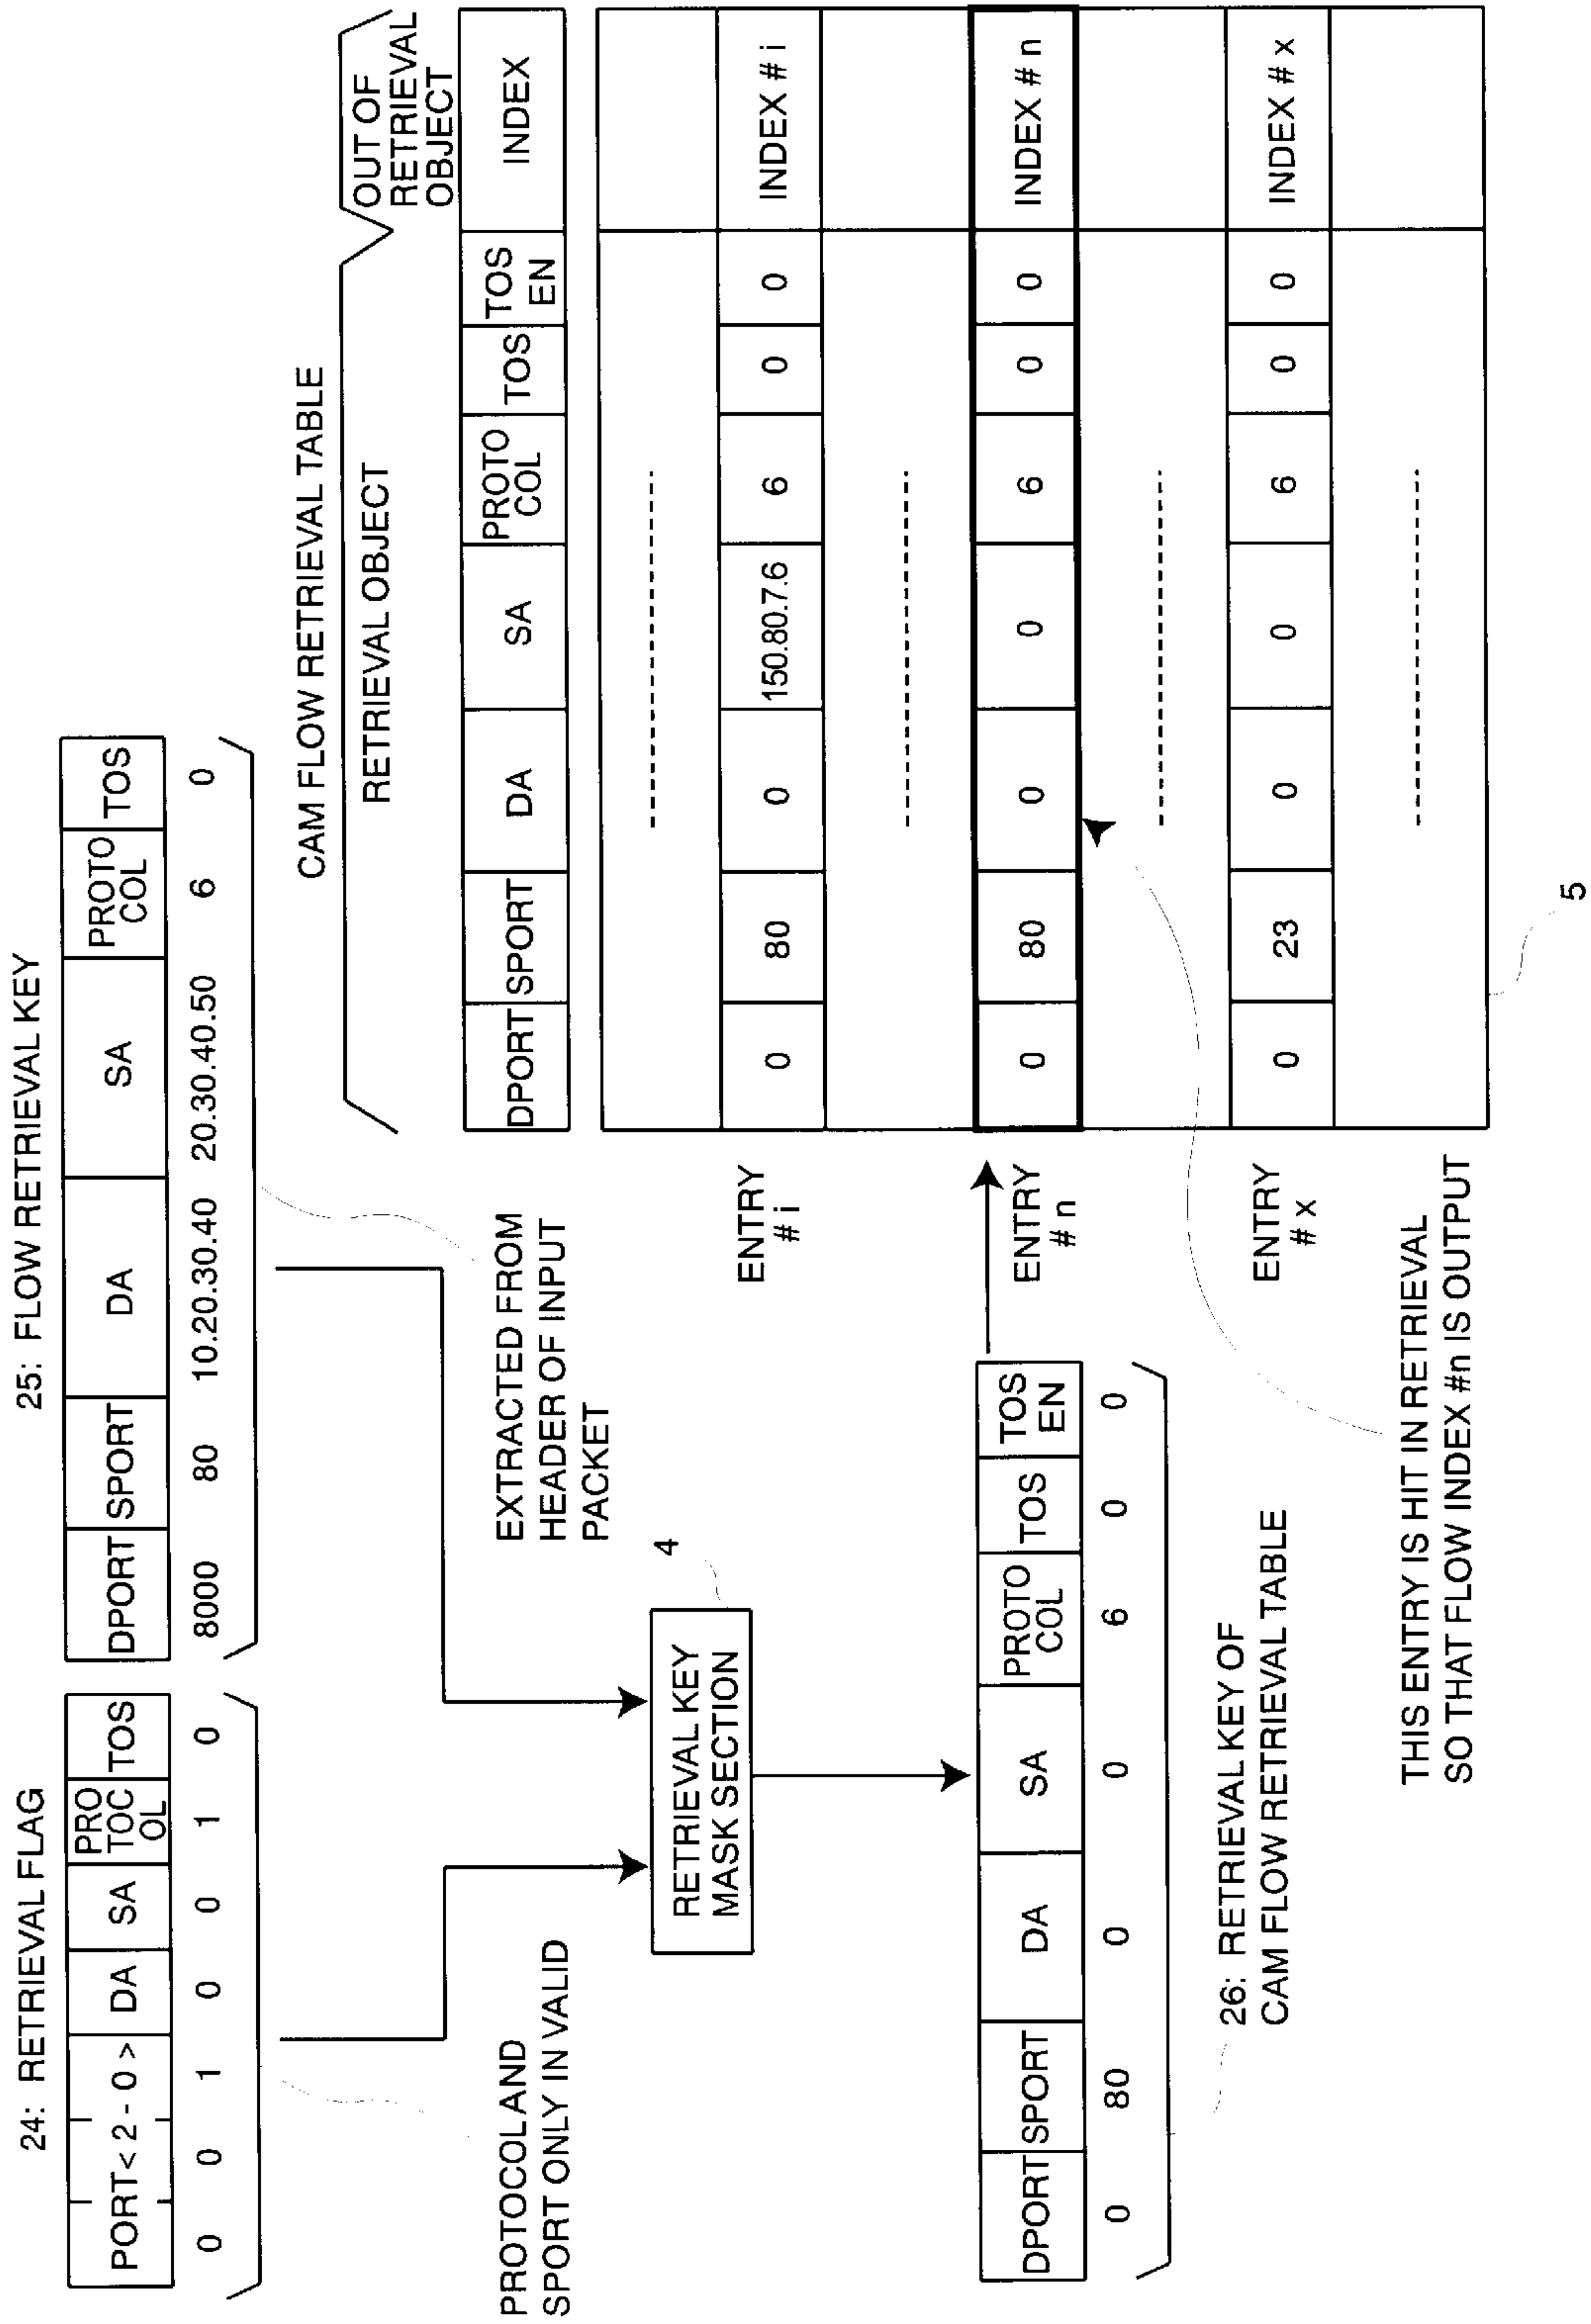 24: RETRIEVAL FLAG
PORT< 2 - 0 > DA SA PRO TOC OL TOS
0 0 1 0 0 1 0
25: FLOW RETRIEVAL KEY
DPORT SPORT DA SA PROTO COL TOS
8000 80 10.20.30.40 20.30.40.50 6 0
PROTOCOL AND
SPORT ONLY IN VALID
EXTRACTED FROM
HEADER OF INPUT
PACKET
4
RETRIEVAL KEY
MASK SECTION
DPORT SPORT DA SA PROTO COL TOS TOS EN
0 80 0 0 6 0 0
26: RETRIEVAL KEY OF
CAM FLOW RETRIEVAL TABLE
CAM FLOW RETRIEVAL TABLE
RETRIEVAL OBJECT
OUT OF
RETRIEVAL
OBJECT
DPORT SPORT DA SA PROTO COL TOS TOS EN INDEX
ENTRY
# i
0 80 0 150.80.7.6 6 0 0 INDEX # i
ENTRY
# n
0 80 0 0 6 0 0 INDEX # n
ENTRY
# x
0 23 0 0 6 0 0 INDEX # x
5
THIS ENTRY IS HIT IN RETRIEVAL
SO THAT FLOW INDEX #n IS OUTPUT